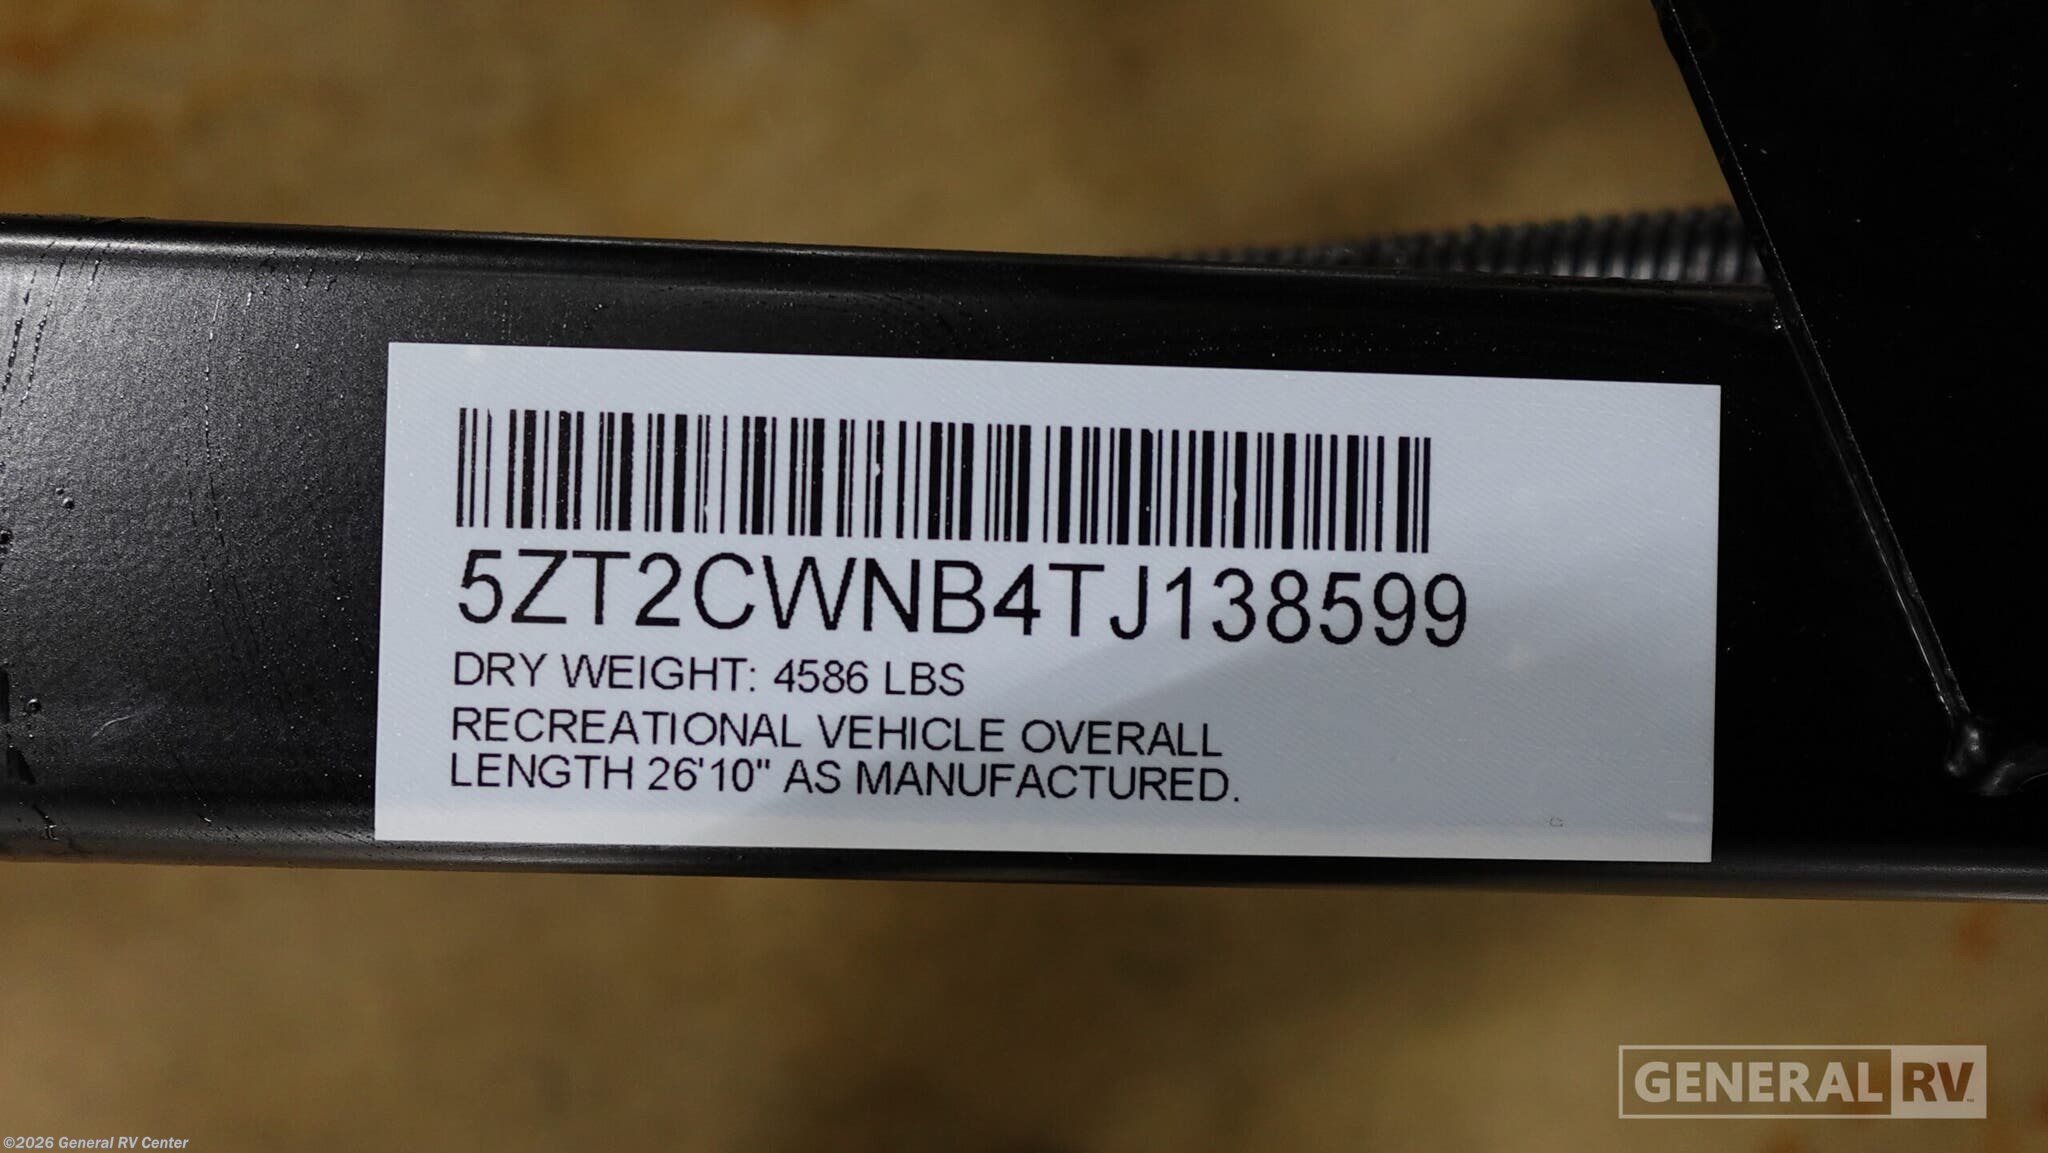 5ZT2CWNB4TJ138599
DRY WEIGHT: 4586 LBS
RECREATIONAL VEHICLE OVERALL
LENGTH 26'10" AS MANUFACTURED.
GENERAL RV
©2026 General RV Center